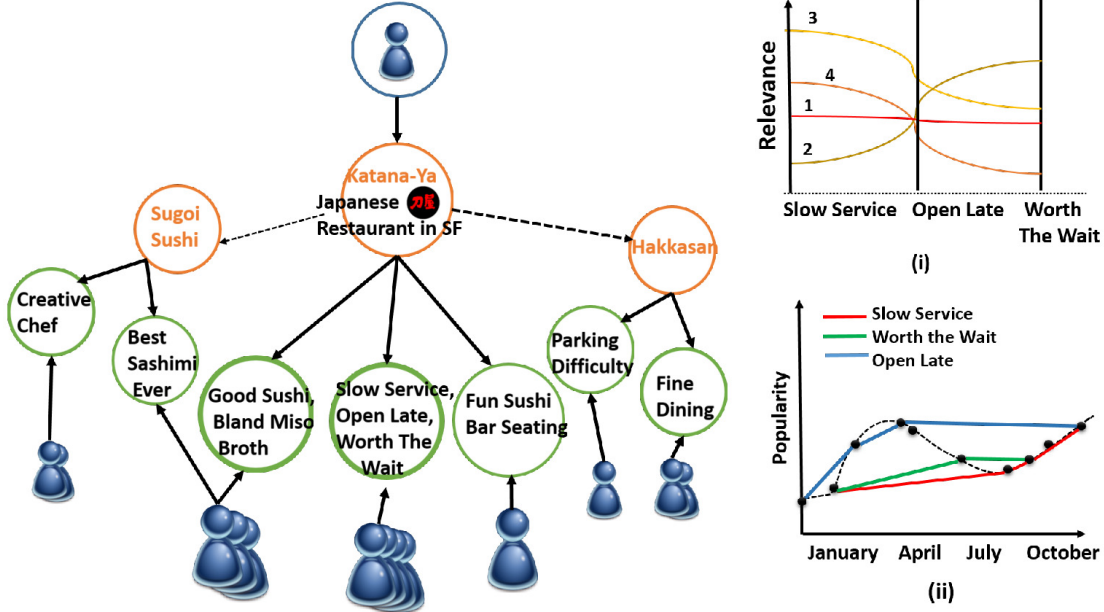 Katana-Ya
Japanese 刀屋
Restaurant in SF
Sugoi
Sushi
Hakkasan
Creative
Chef
Best
Sashimi
Ever
Good Sushi,
Bland Miso
Broth
Slow Service,
Open Late,
Worth The
Wait
Fun Sushi
Bar Seating
Parking
Difficulty
Fine
Dining
Relevance
3
4
1
2
Slow Service Open Late Worth
The Wait
(i)
Slow Service
Worth the Wait
Open Late
Popularity
January April July October
(ii)